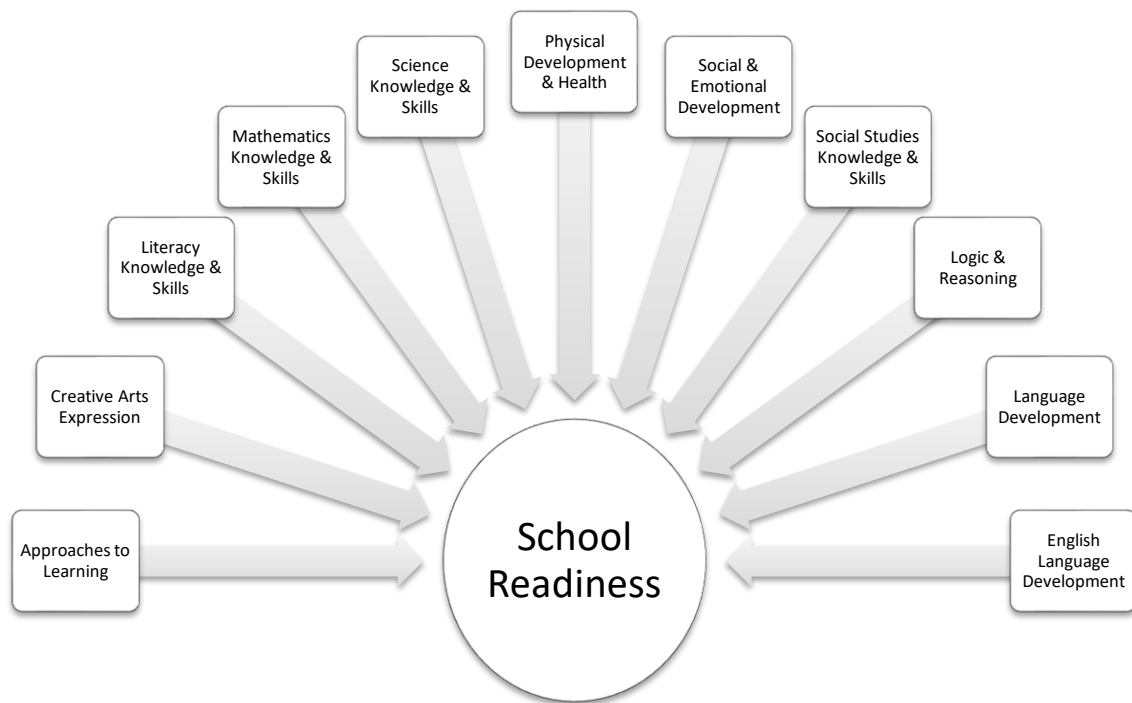 Physical
Development
& Health
Science
Knowledge &
Skills
Social &
Emotional
Development
Mathematics
Knowledge &
Skills
Social Studies
Knowledge &
Skills
Literacy
Knowledge &
Skills
Logic &
Reasoning
Creative Arts
Expression
Language
Development
Approaches to
Learning
School
Readiness
English
Language
Development